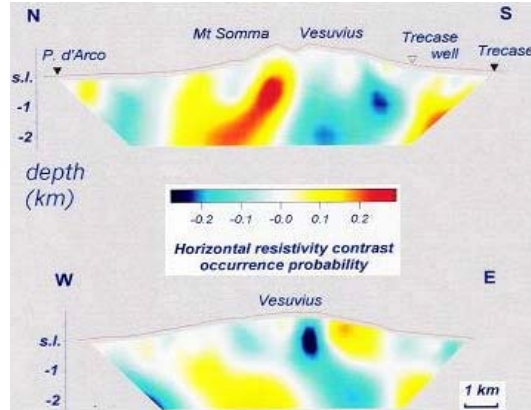 N S
Mt Somma Vesuvius Trecase
well
P. d'Arco Trecase
s.l.
-1
-2
depth
(km)
-0.2 -0.1 -0.0 0.1 0.2
Horizontal resistivity contrast
occurrence probability
W E
Vesuvius
s.l.
-1
-2
1 km